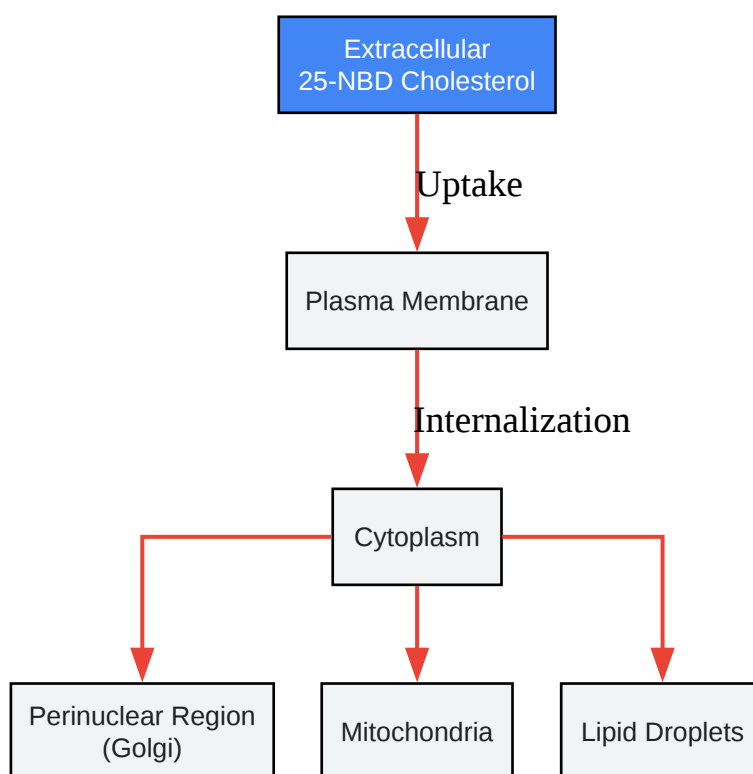 Extracellular
25-NBD Cholesterol
Uptake
Plasma Membrane
Internalization
Cytoplasm
Perinuclear Region
(Golgi)
Mitochondria
Lipid Droplets